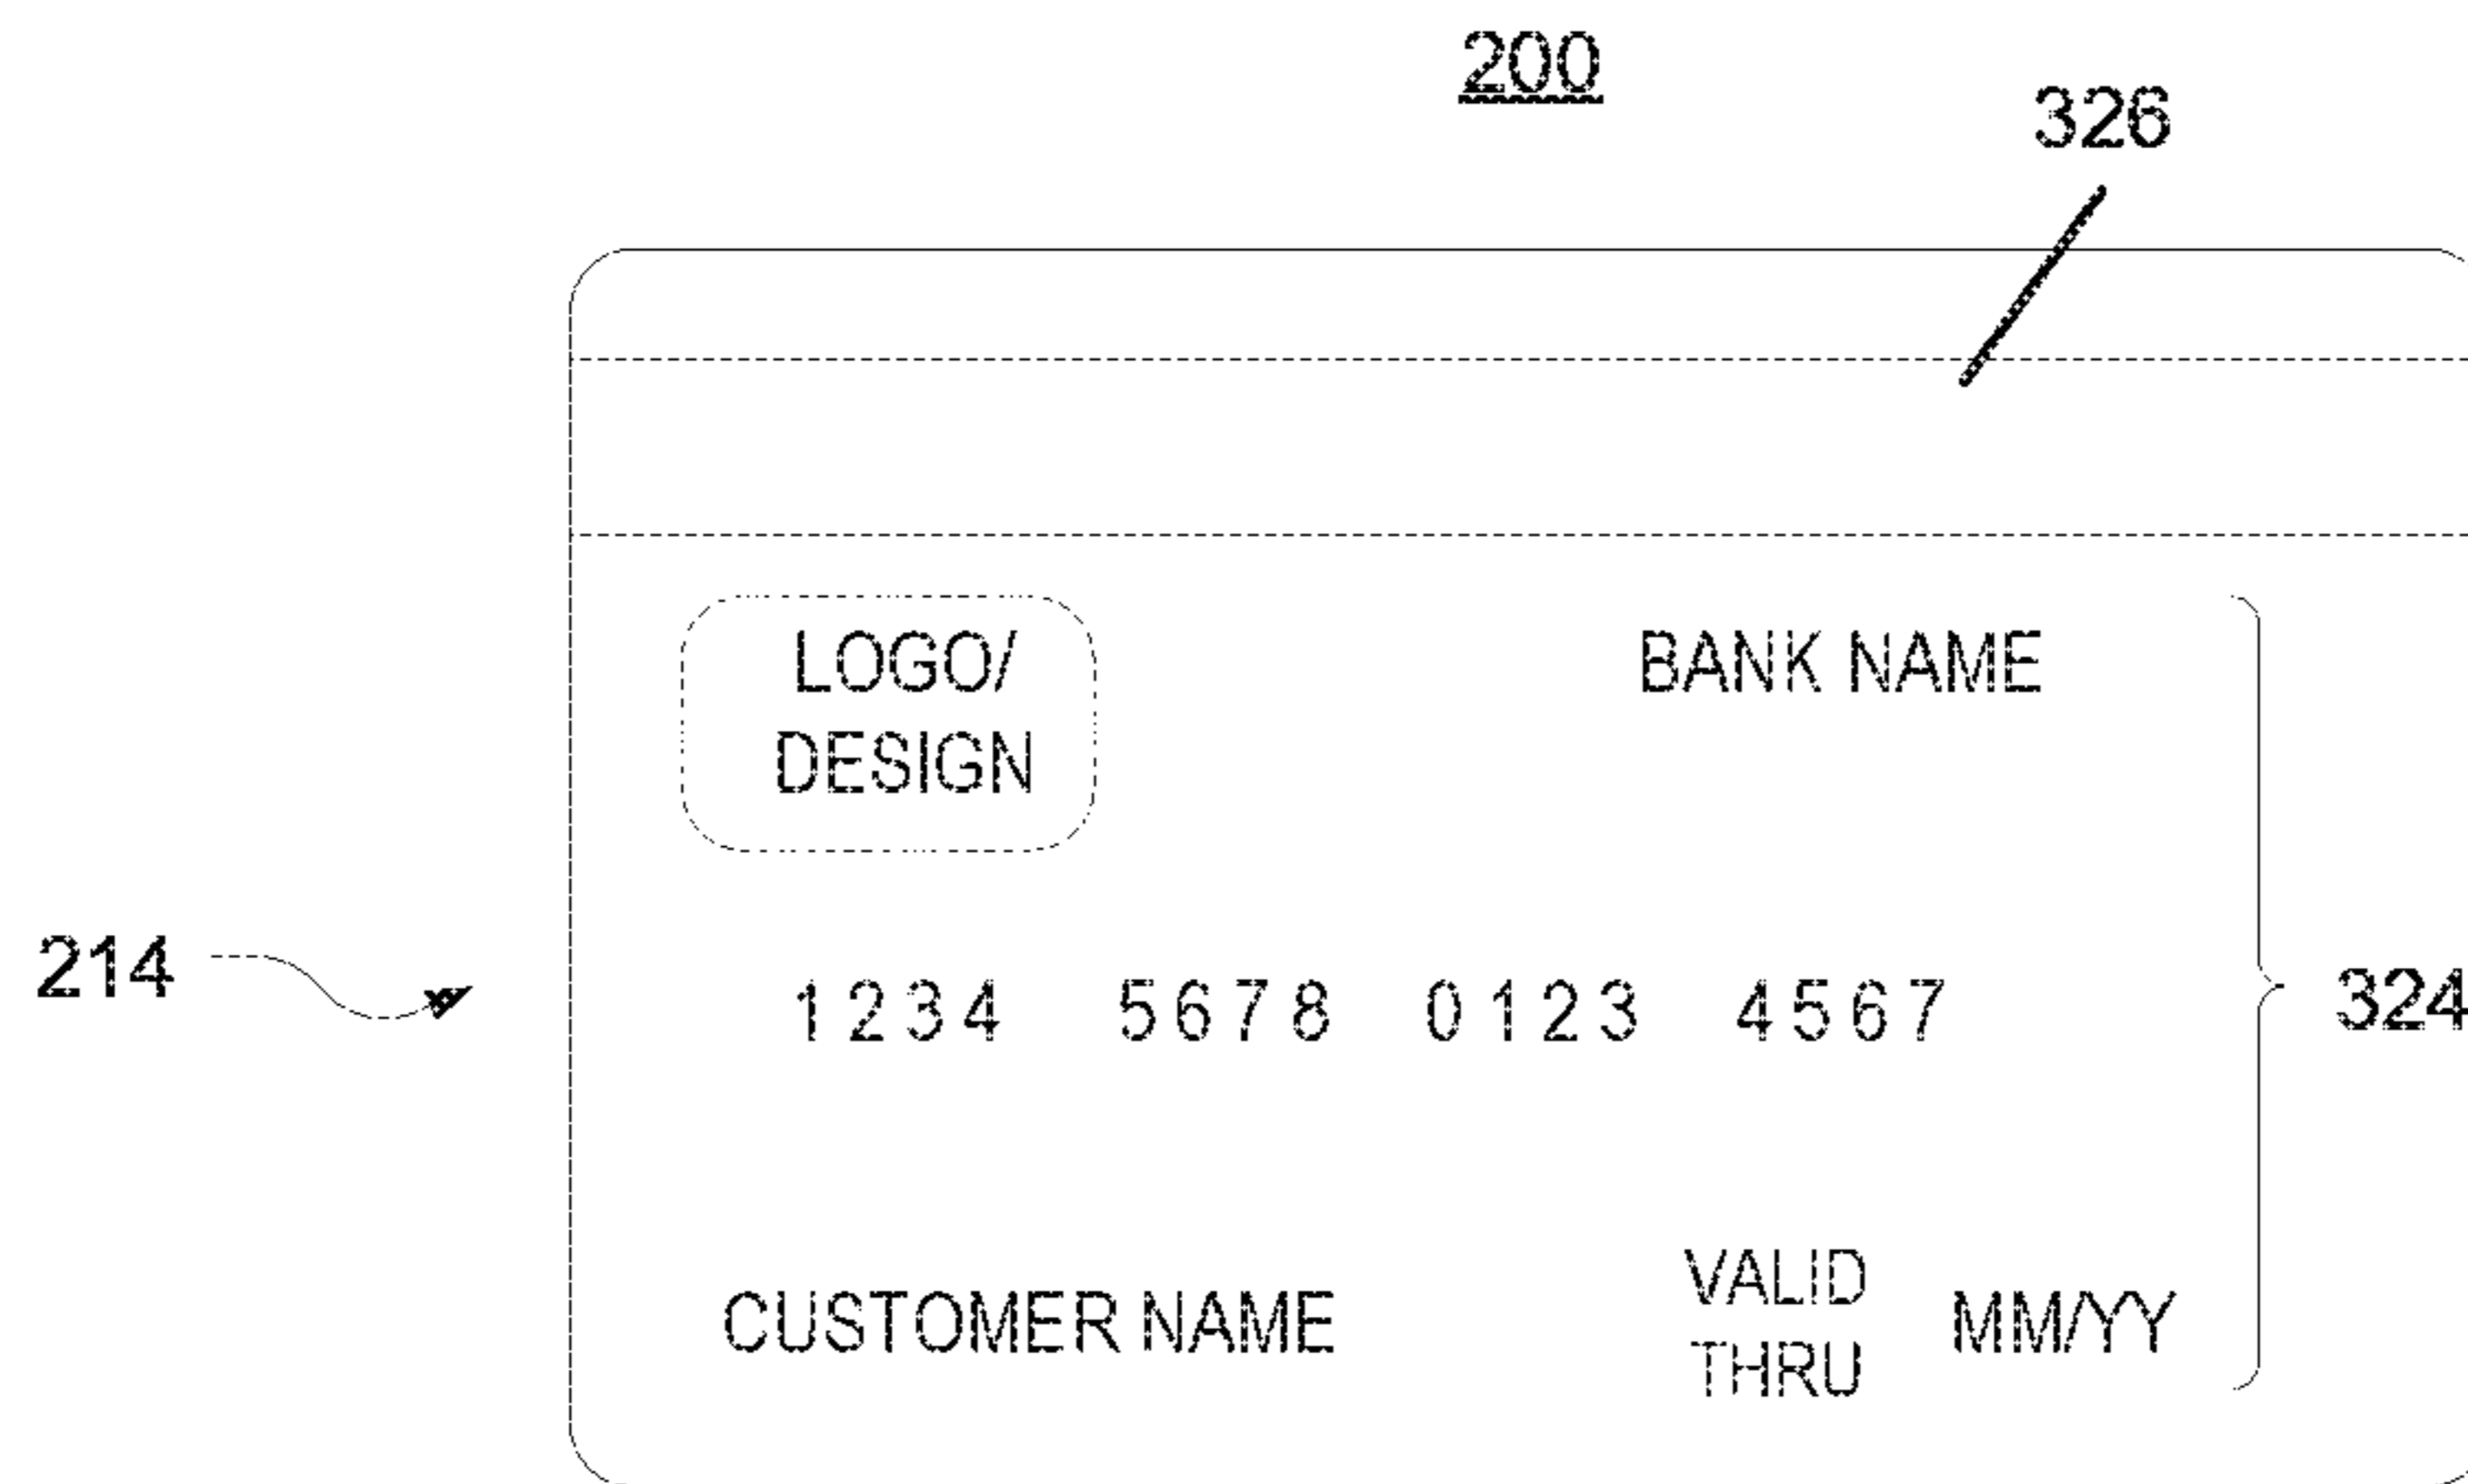 200
326
LOGO/
DESIGN
BANK NAME
214
1234 5678 0123 4567
324
CUSTOMER NAME
VALID
THRU
MM/YY